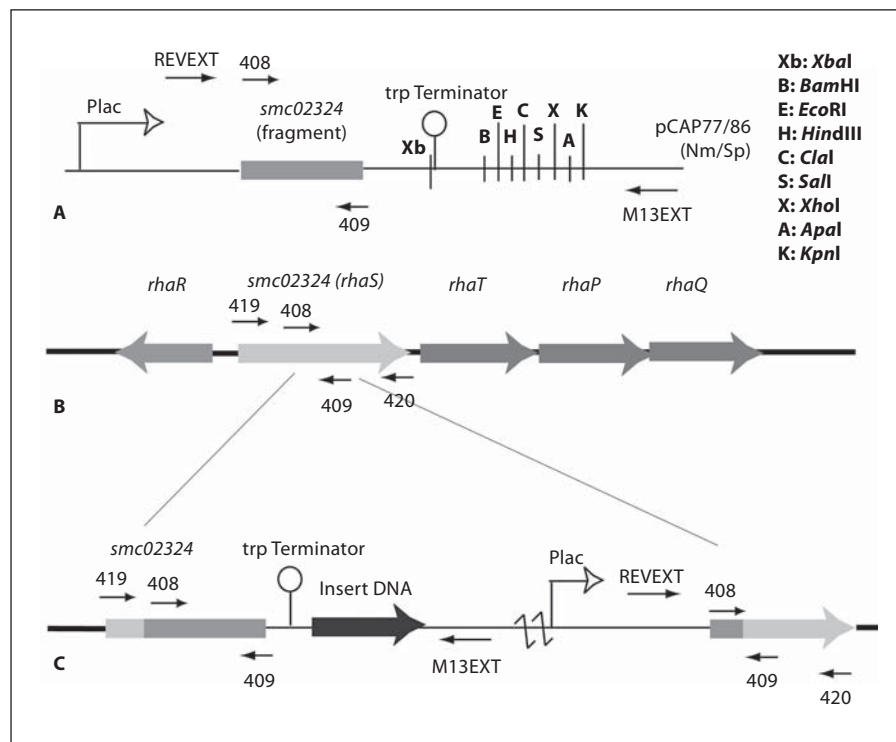 REVEXT
408
Plac
smc02324
(fragment)
trp Terminator
Xb
B
E
H
C
S
X
A
K
pCAP77/86
(Nm/Sp)
409
M13EXT
A
Xb: XbaI
B: BamHI
E: EcoRI
H: HindIII
C: ClaI
S: SalI
X: XhoI
A: ApaI
K: KpnI
rhaR
smc02324 (rhaS)
rhaT
rhaP
rhaQ
419
408
409
420
B
smc02324
419
408
trp Terminator
Insert DNA
Plac
REVEXT
408
409
M13EXT
409
420
C